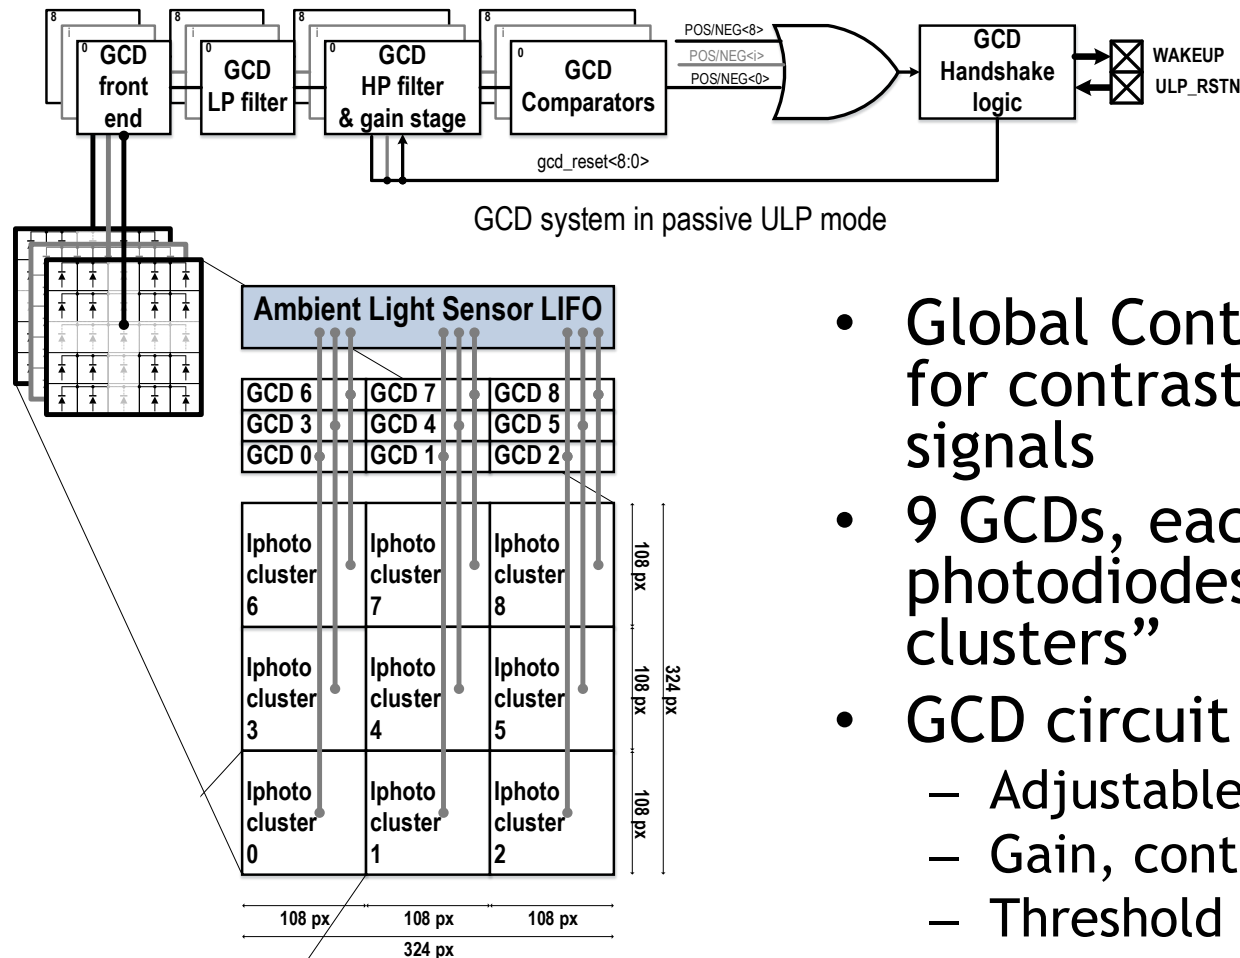 8
i
0
GCD
front
end
8
i
0
GCD
LP filter
8
i
0
GCD
HP filter
& gain stage
8
i
0
GCD
Comparators
POS/NEG<8>
POS/NEG<i>
POS/NEG<0>
GCD
Handshake
logic
WAKEUP
ULP_RSTN
gcd_reset<8:0>
GCD system in passive ULP mode
Ambient Light Sensor LIFO
GCD 6 GCD 7 GCD 8
GCD 3 GCD 4 GCD 5
GCD 0 GCD 1 GCD 2
Iphoto
cluster
6
Iphoto
cluster
7
Iphoto
cluster
8
Iphoto
cluster
3
Iphoto
cluster
4
Iphoto
cluster
5
Iphoto
cluster
0
Iphoto
cluster
1
Iphoto
cluster
2
108 px
108 px
108 px
324 px
108 px 108 px 108 px
324 px
• Global Cont
for contrast
signals
• 9 GCDs, eac
photodiodes
clusters”
• GCD circuit
– Adjustable
– Gain, cont
– Threshold